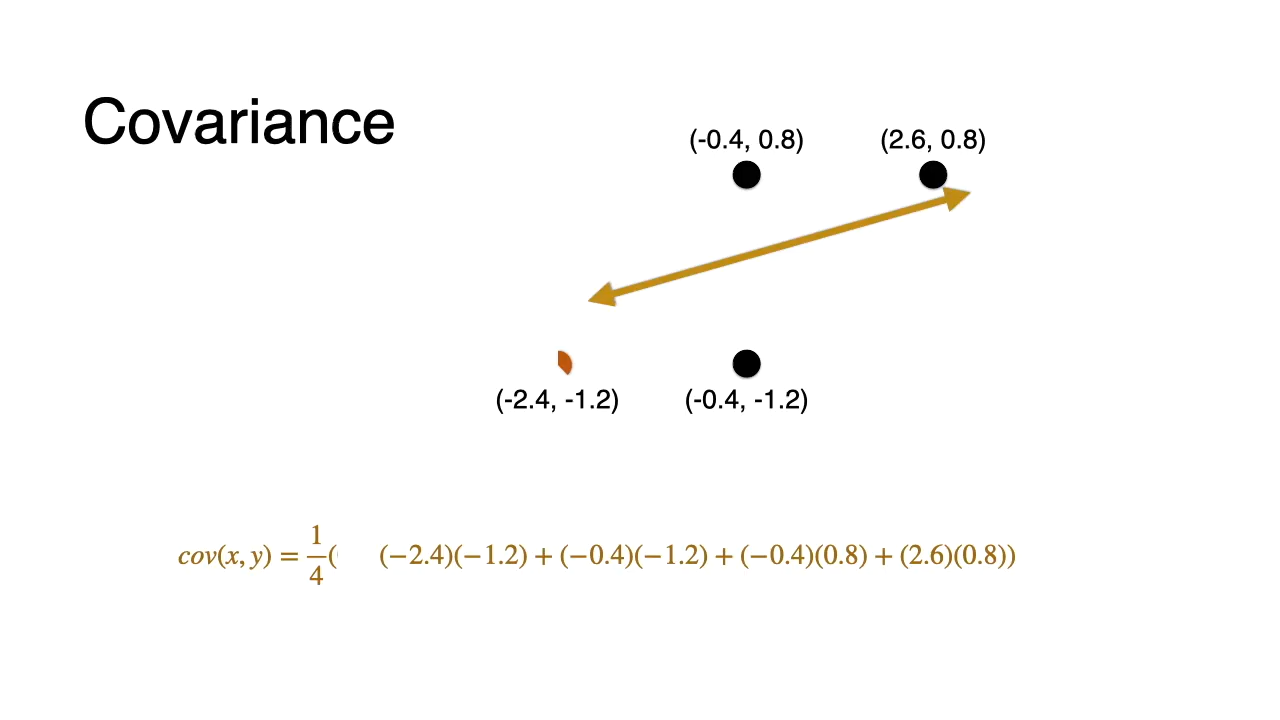 Covariance
(-0.4, 0.8) (2.6, 0.8)
(-2.4, -1.2) (-0.4, -1.2)
cov(x, y) = 1/4 ( (−2.4)(−1.2) + (−0.4)(−1.2) + (−0.4)(0.8) + (2.6)(0.8))